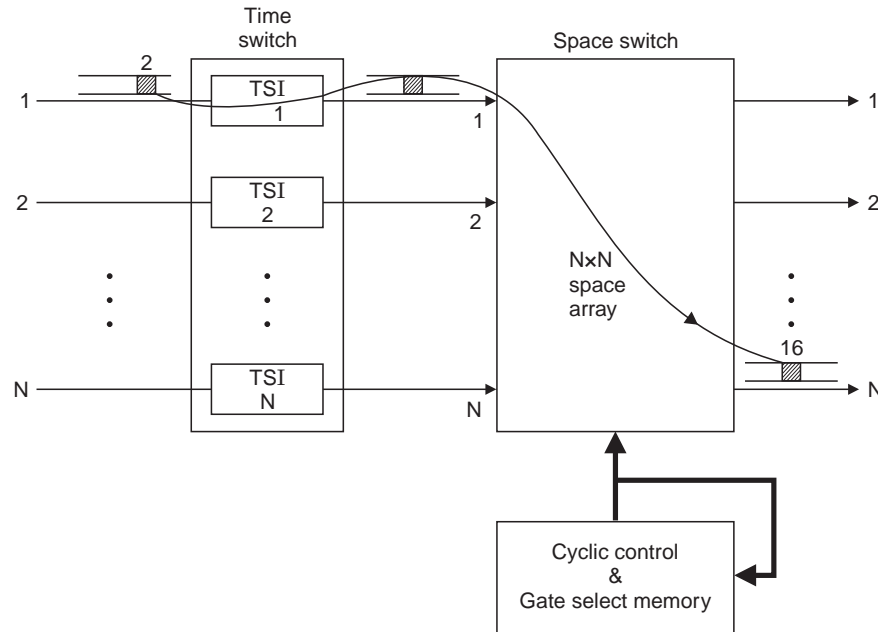 Time
switch
Space switch
2
1
TSI
1
1
1
2
TSI
2
2
2
N×N
space
array
16
N
TSI
N
N
N
Cyclic control
&
Gate select memory